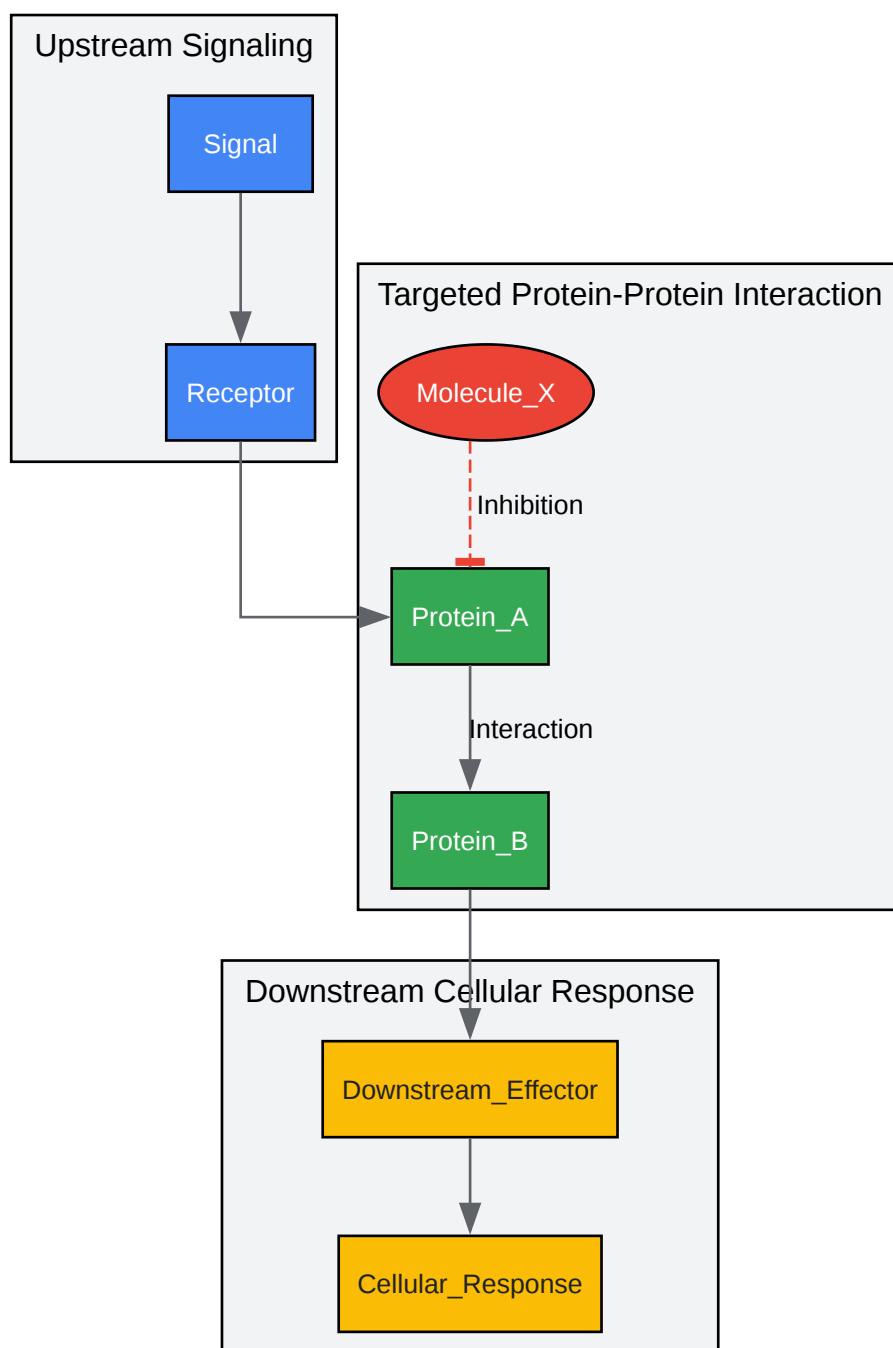 Upstream Signaling
Signal
Receptor
Targeted Protein-Protein Interaction
Molecule_X
Inhibition
Protein_A
Interaction
Protein_B
Downstream Cellular Response
Downstream_Effector
Cellular_Response